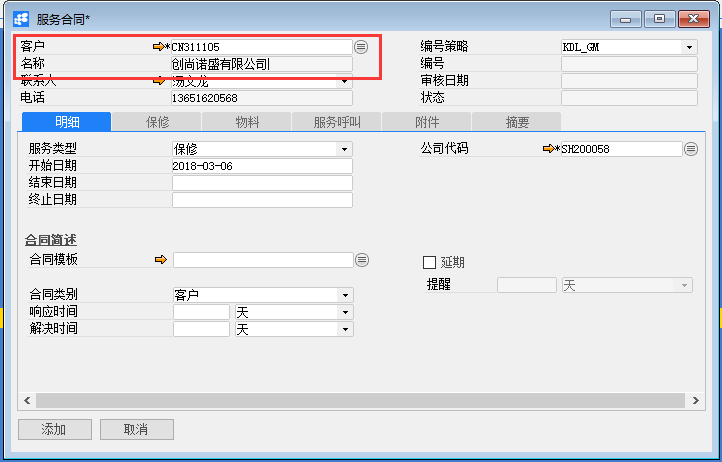 服务合同*
客户 *CN311105 编号策略 KDL_GM
名称 创尚诺盛有限公司 编号
联系人 汤文龙 审核日期
电话 13651620568 状态
明细 保修 物料 服务呼叫 附件 摘要
服务类型 保修 公司代码 *SH200058
开始日期 2018-03-06
结束日期
终止日期
合同简述
合同模板 延期
提醒 天
合同类别 客户
响应时间 天
解决时间 天
添加 取消